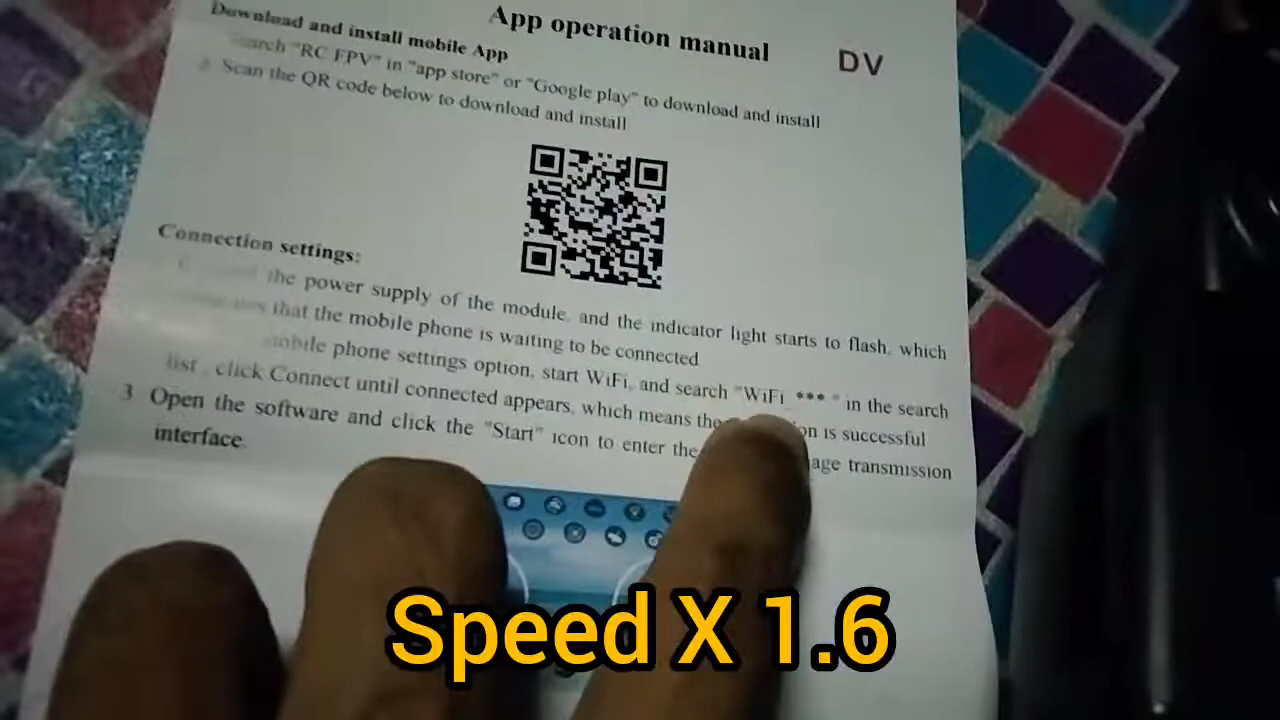 App operation manual
DV
Download and install mobile App
"RC FPV" in "app store" or "Google play" to download and install
Scan the QR code below to download and install
Connection settings:
the power supply of the module, and the indicator light starts to flash, which
that the mobile phone is waiting to be connected
mobile phone settings option, start WiFi, and search "WiFi_***" in the search
list, click Connect until connected appears, which means the is successful
3 Open the software and click the "Start" icon to enter the transmission
interface.
Speed X 1.6